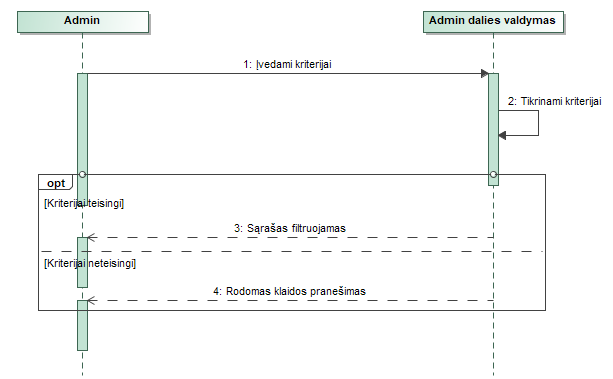 Admin
Admin dalies valdymas
1: Įvedami kriterijai
2: Tikrinami kriterijai
opt
[Kriterijai teisingi]
3: Sąrašas filtruojamas
[Kriterijai neteisingi]
4: Rodomas klaidos pranešimas